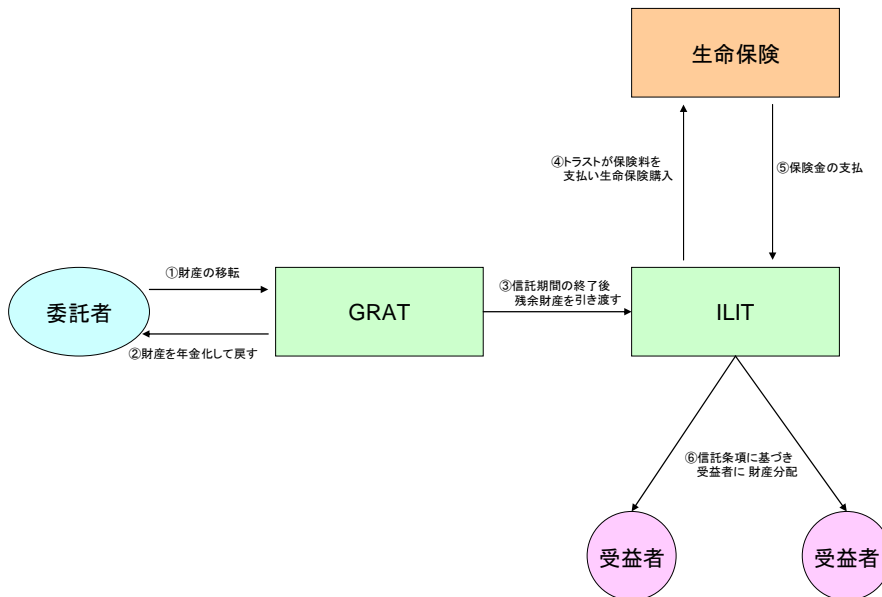 生命保険
④トラストが保険料を
支払い生命保険購入
⑤保険金の支払
①財産の移転
委託者
GRAT
③信託期間の終了後
残余財産を引き渡す
ILIT
②財産を年金化して戻す
⑥信託条項に基づき
受益者に 財産分配
受益者
受益者